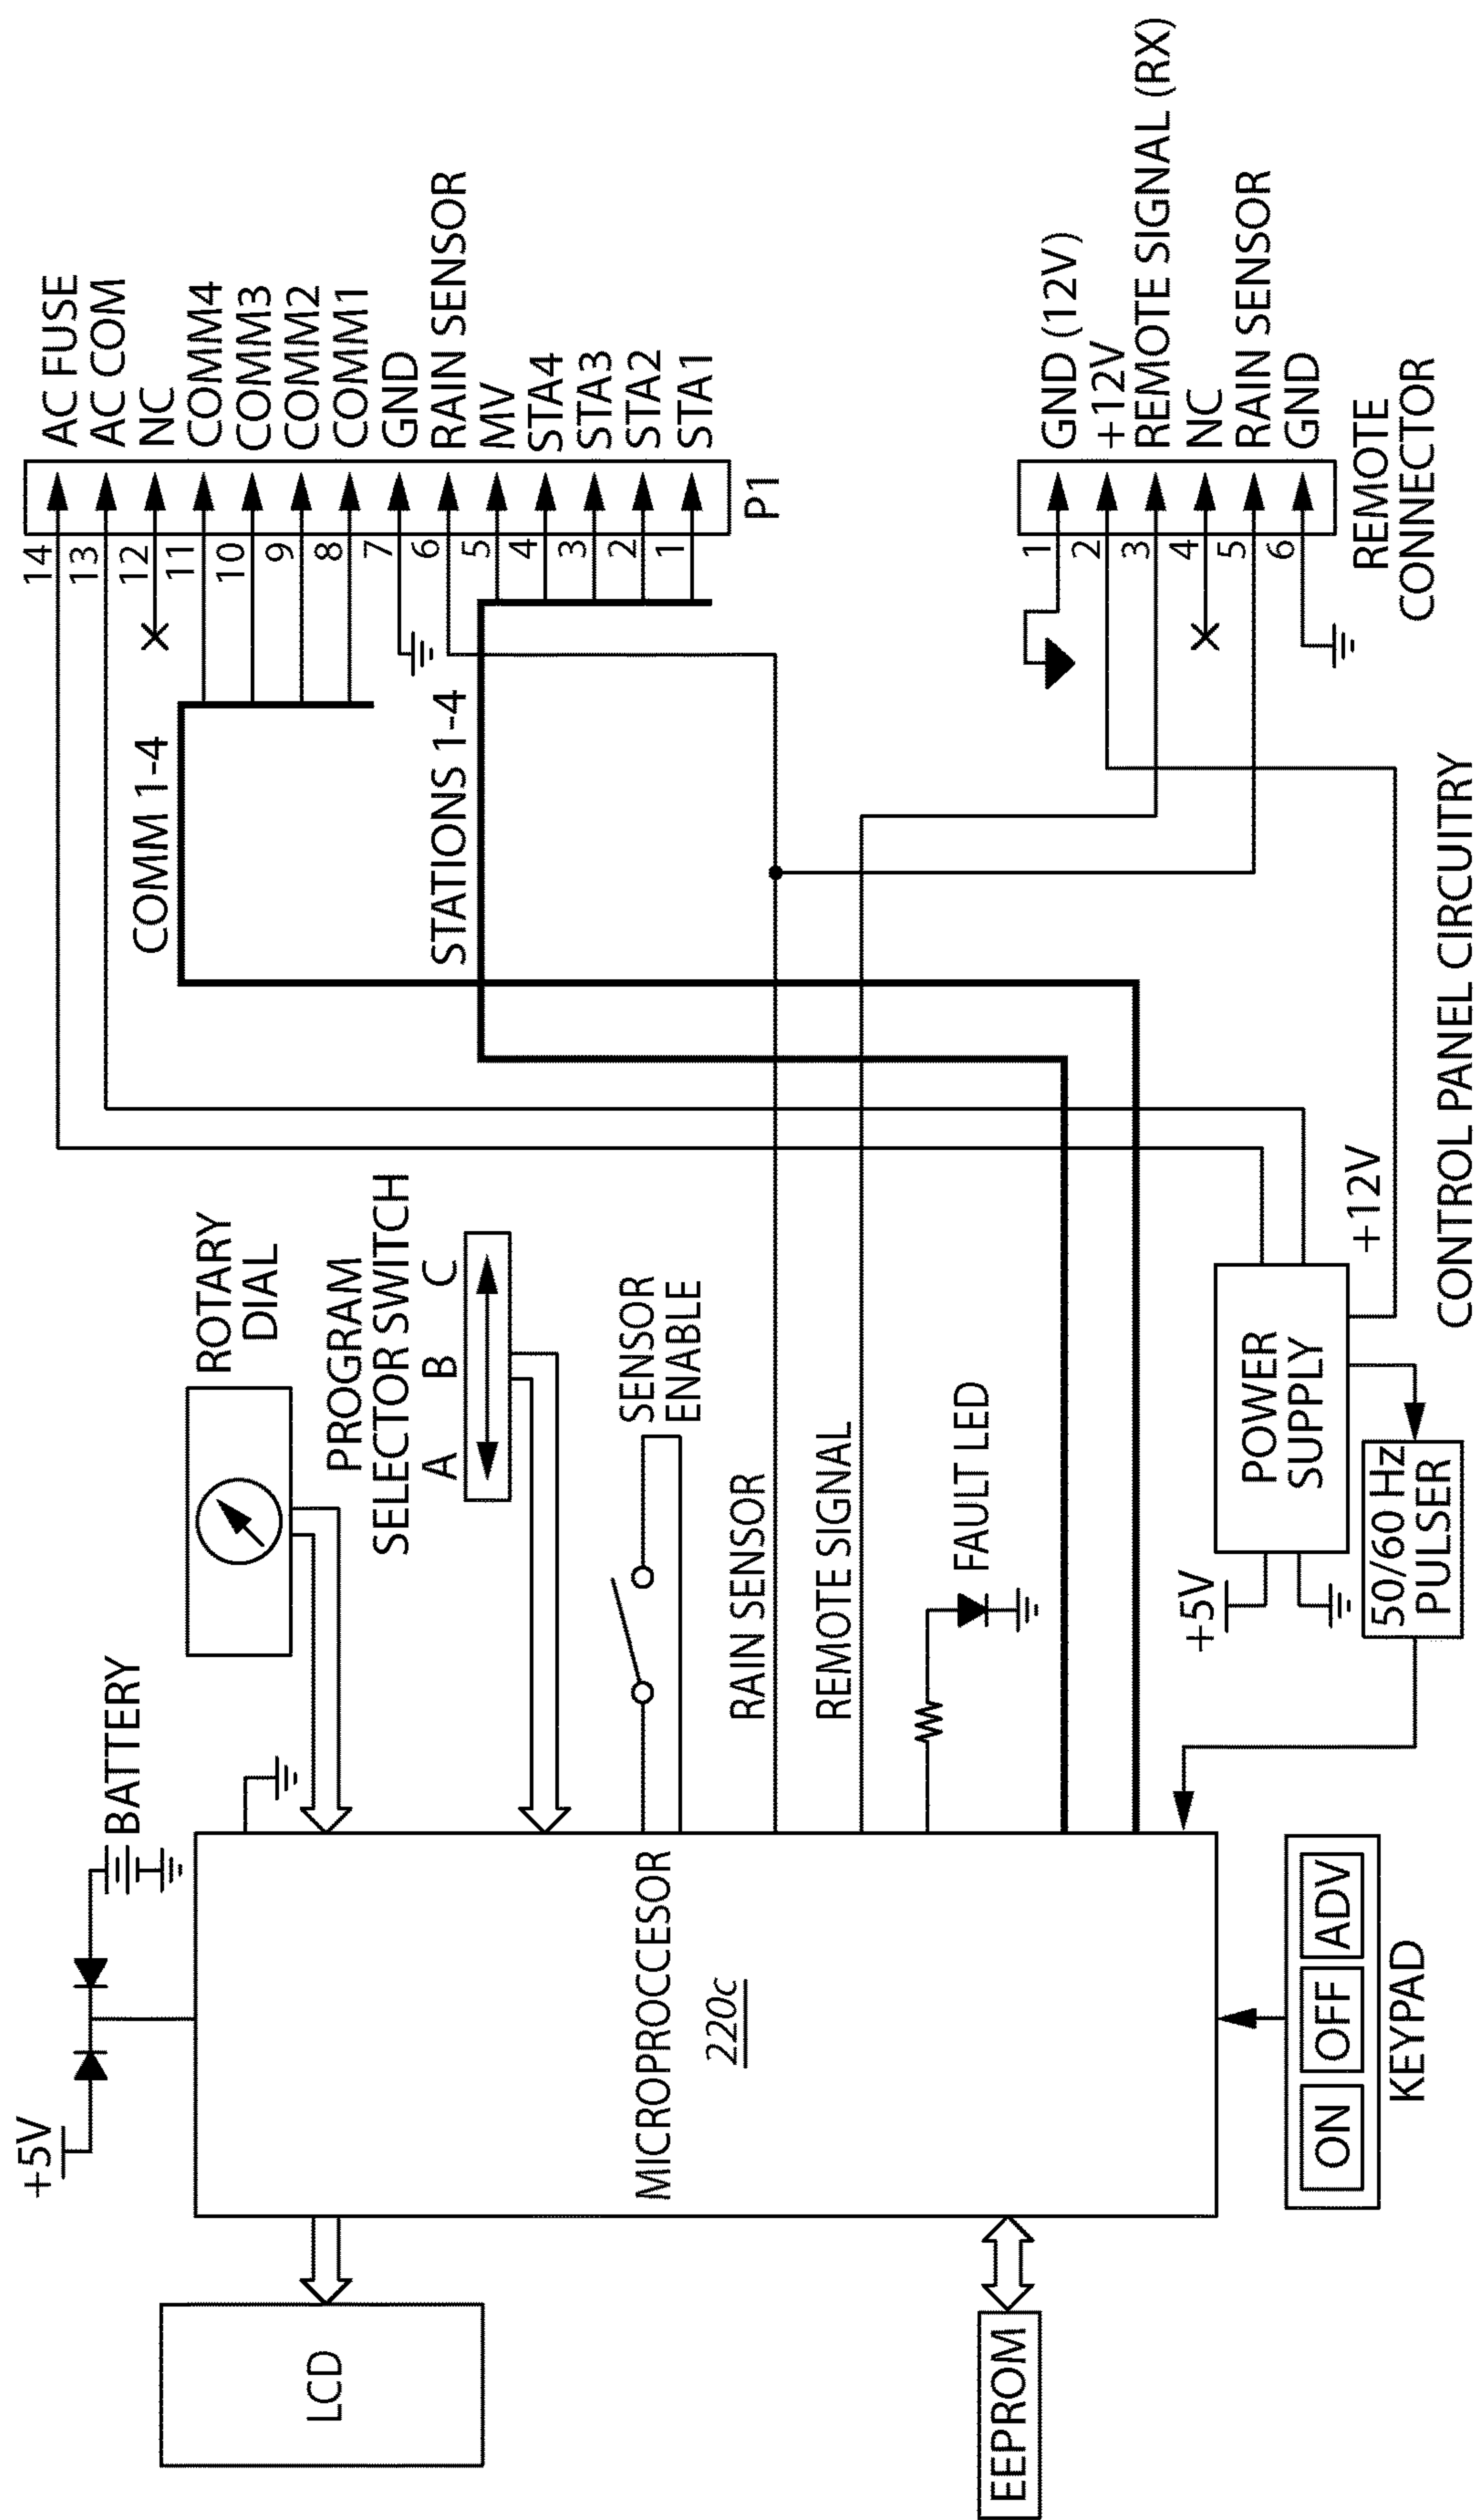 +5V
BATTERY
ROTARY
DIAL
PROGRAM
SELECTOR SWITCH
A B C
SENSOR
ENABLE
RAIN SENSOR
REMOTE SIGNAL
FAULT LED
LCD
EEPROM
MICROPROCCESOR
220c
ON OFF ADV
KEYPAD
+5V
POWER
SUPPLY
50/60 Hz
PULSER
+12V
COMM 1-4
STATIONS 1-4
14 AC FUSE
13 AC COM
12 NC
11 COMM4
10 COMM3
9 COMM2
8 COMM1
7 GND
6 RAIN SENSOR
5 MV
4 STA4
3 STA3
2 STA2
1 STA1
P1
1 GND (12V)
2 +12V
3 REMOTE SIGNAL (RX)
4 NC
5 RAIN SENSOR
6 GND
REMOTE
CONNECTOR
CONTROL PANEL CIRCUITRY